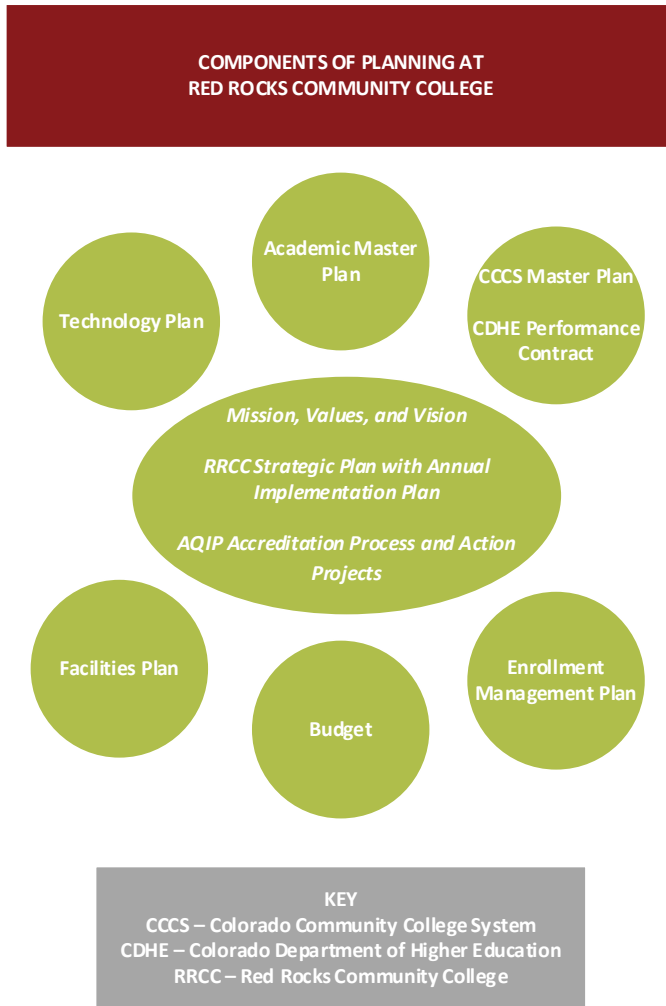 COMPONENTS OF PLANNING AT
RED ROCKS COMMUNITY COLLEGE
Academic Master
Plan
Technology Plan
CCCS Master Plan
CDHE Performance
Contract
Mission, Values, and Vision
RRCC Strategic Plan with Annual
Implementation Plan
AQIP Accreditation Process and Action
Projects
Facilities Plan
Budget
Enrollment
Management Plan
KEY
CCCS – Colorado Community College System
CDHE – Colorado Department of Higher Education
RRCC – Red Rocks Community College